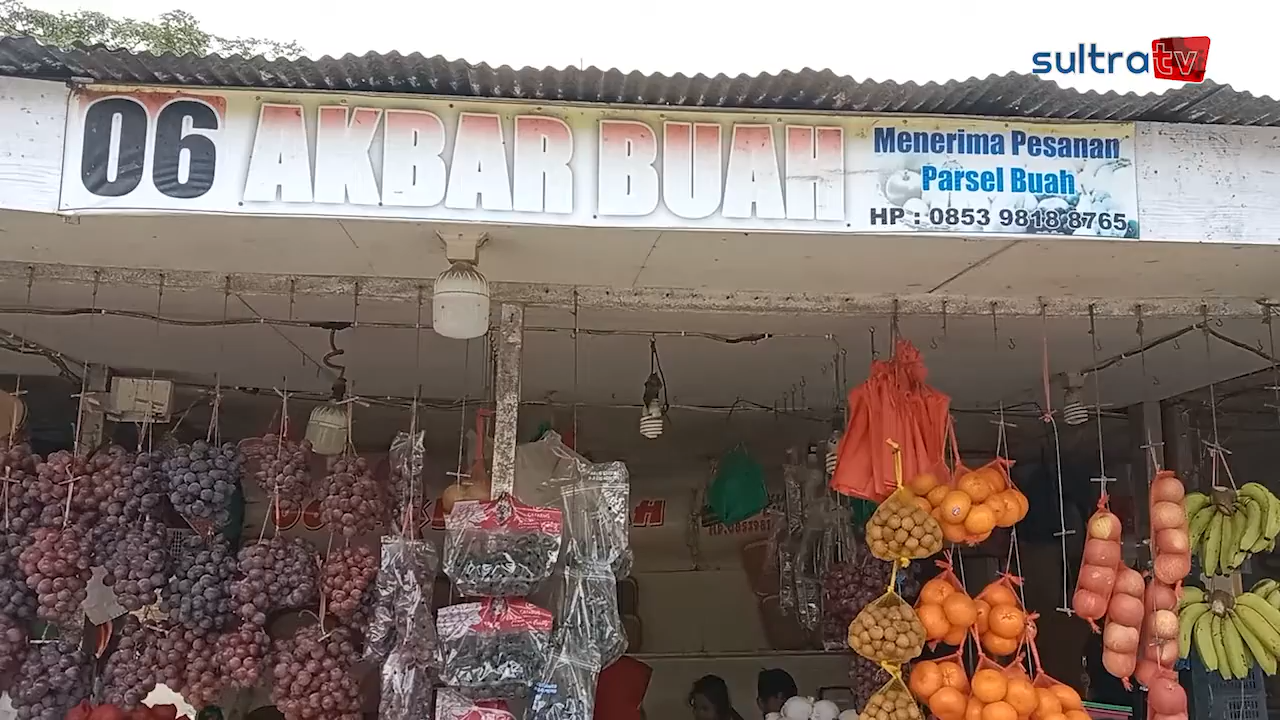 sultratv
06 AKBAR BUAH
Menerima Pesanan
Parsel Buah
HP : 0853 9818 8765